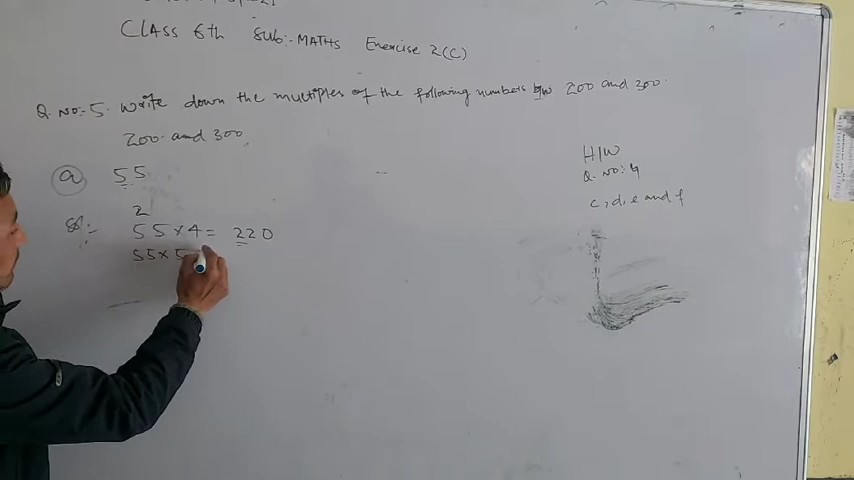 CLASS 6th Sub:-MATHS Exercise 2(C)
Q.NO:-5. Write down the multiples of the following numbers b/w 200 and 300.
200 and 300.
(a) 55
Sol:-
2
55×4= 220
55×5
H/W
Q.NO:4
c, d, e and f